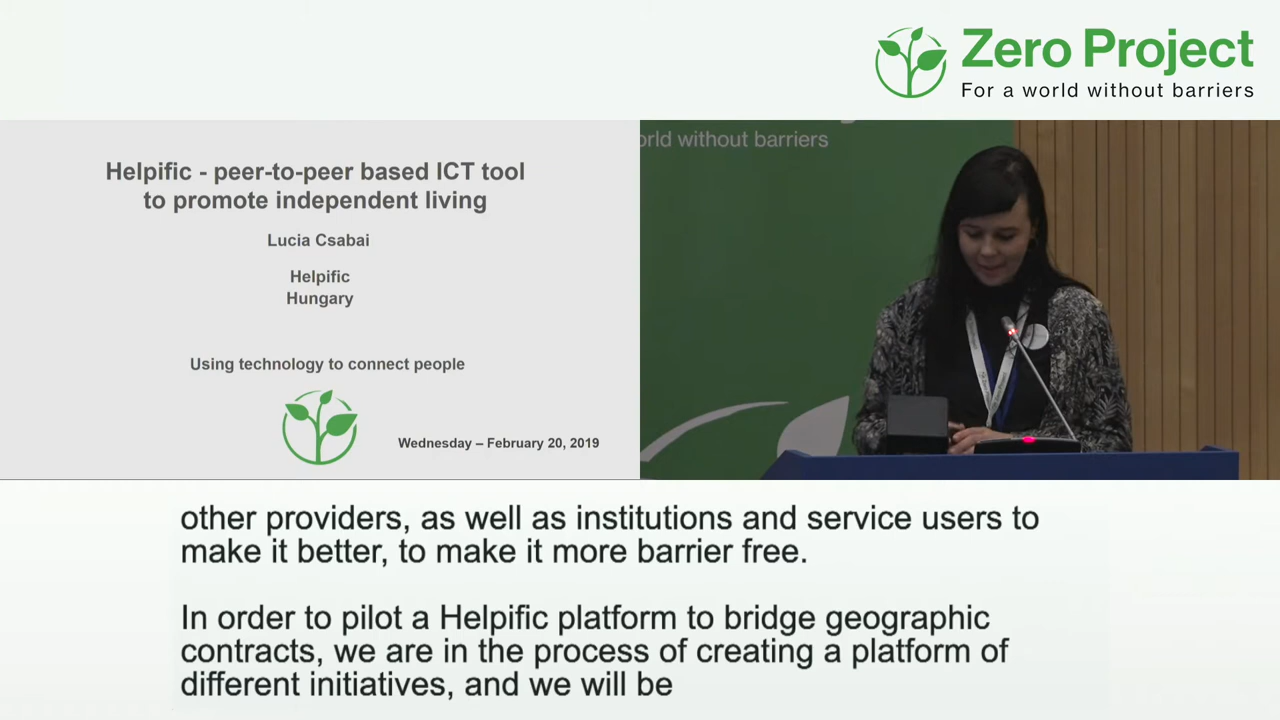 Zero Project
For a world without barriers
orld without barriers
Helpific - peer-to-peer based ICT tool
to promote independent living
Lucia Csabai
Helpific
Hungary
Using technology to connect people
Wednesday – February 20, 2019
other providers, as well as institutions and service users to
make it better, to make it more barrier free.
In order to pilot a Helpific platform to bridge geographic
contracts, we are in the process of creating a platform of
different initiatives, and we will be